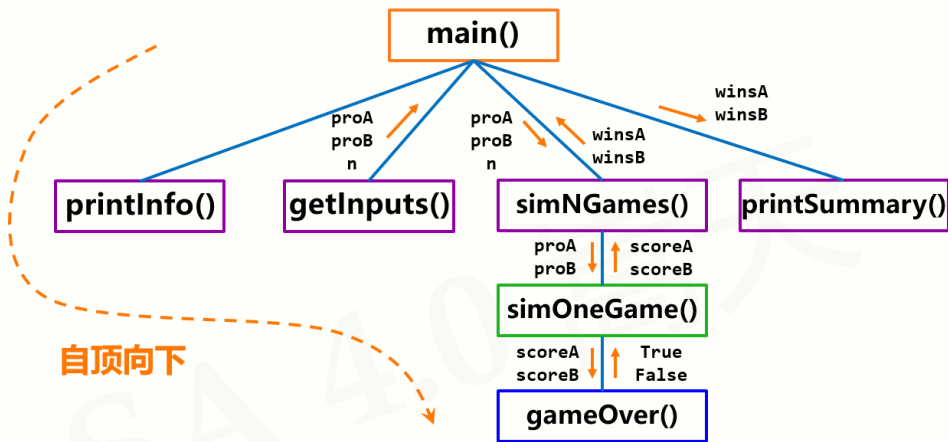 main()
proA
proB
n
proA
proB
n
winsA
winsB
winsA
winsB
printInfo()
getInputs()
simNGames()
printSummary()
proA
proB
scoreA
scoreB
simOneGame()
自顶向下
scoreA
scoreB
True
False
gameOver()